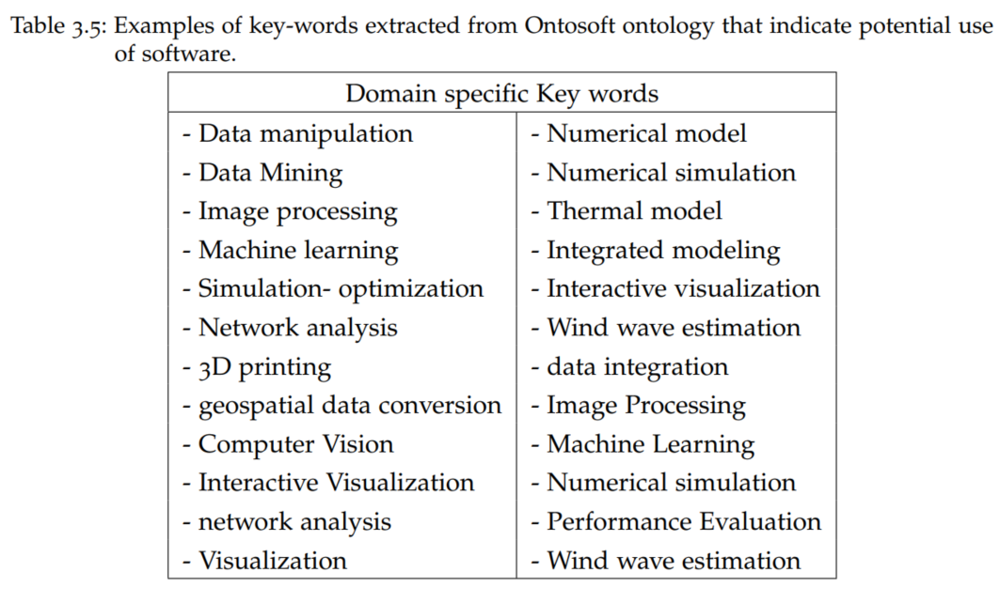 Table 3.5: Examples of key-words extracted from Ontosoft ontology that indicate potential use
of software.
Domain specific Key words
- Data manipulation
- Data Mining
- Image processing
- Machine learning
- Simulation- optimization
- Network analysis
- 3D printing
- geospatial data conversion
- Computer Vision
- Interactive Visualization
- network analysis
- Visualization
- Numerical model
- Numerical simulation
- Thermal model
- Integrated modeling
- Interactive visualization
- Wind wave estimation
- data integration
- Image Processing
- Machine Learning
- Numerical simulation
- Performance Evaluation
- Wind wave estimation